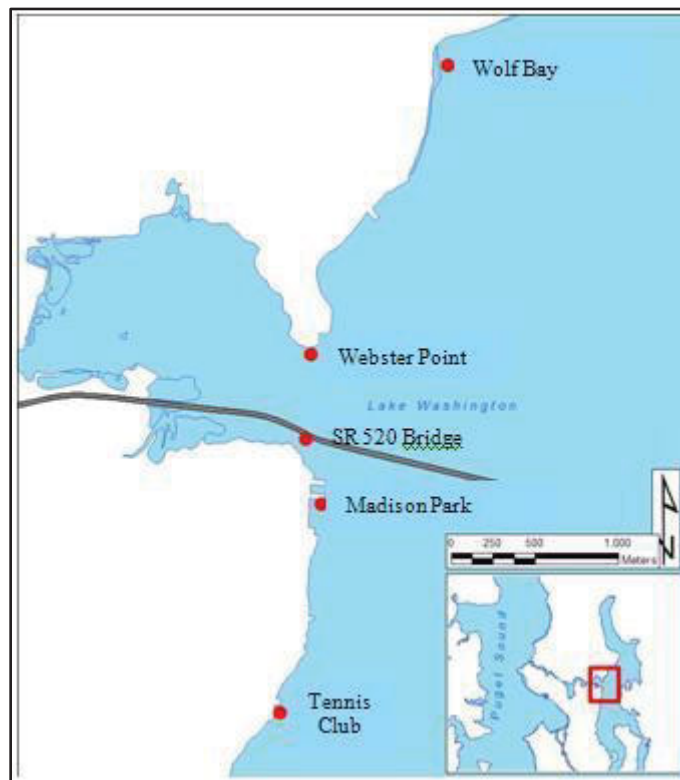 Wolf Bay
Webster Point
Lake Washington
SR 520 Bridge
Madison Park
N
0 250 500 1,000
Meters
Puget Sound
Tennis
Club